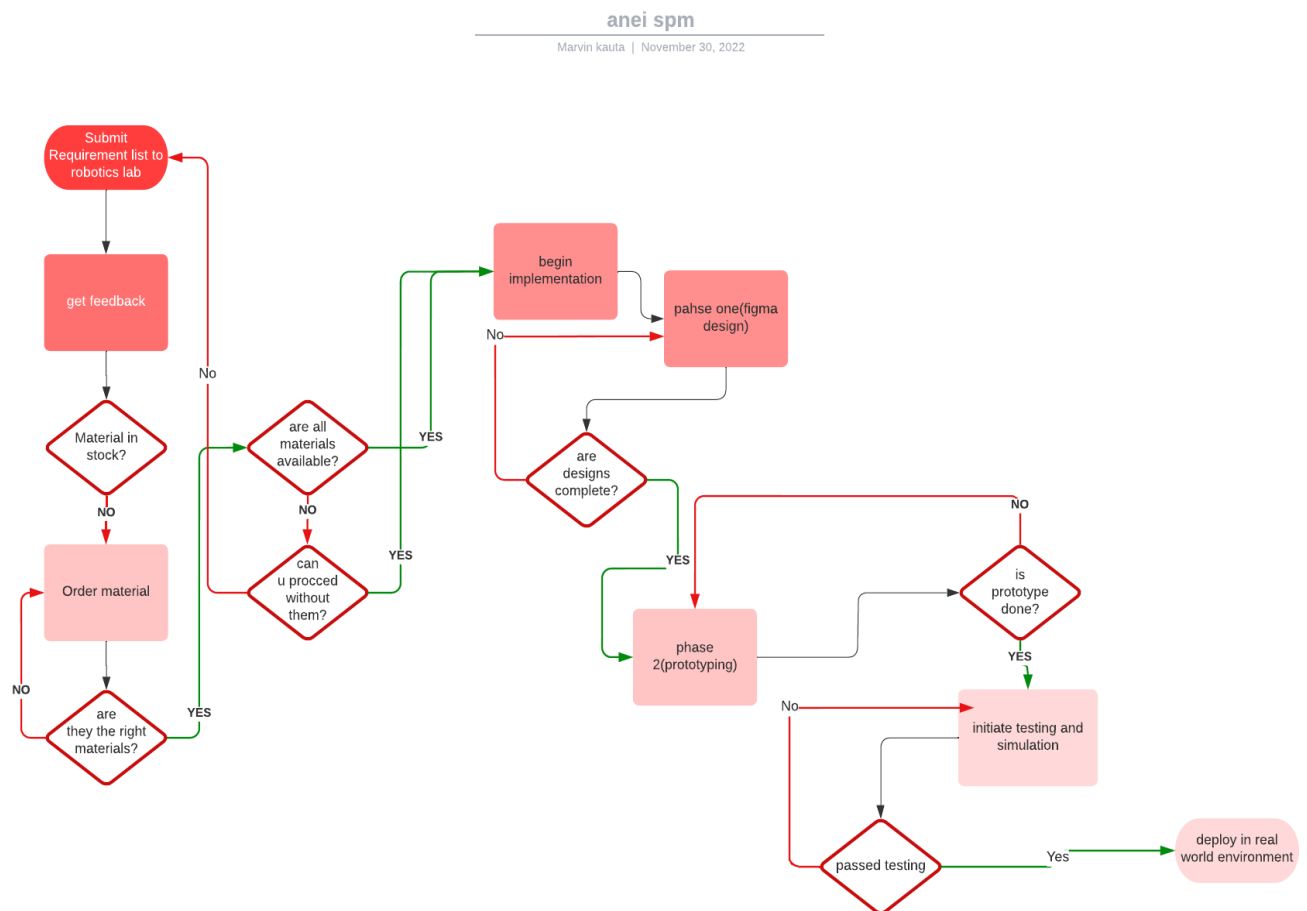 anei spm
Marvin kauta | November 30, 2022
Submit
Requirement list to
robotics lab
get feedback
Material in
stock?
NO
Order material
NO
are
they the right
materials?
YES
No
are all
materials
available?
YES
NO
can
u procced
without
them?
YES
begin
implementation
pahse one(figma
design)
No
are
designs
complete?
YES
phase
2(prototyping)
NO
is
prototype
done?
YES
initiate testing and
simulation
No
passed testing
Yes
deploy in real
world environment